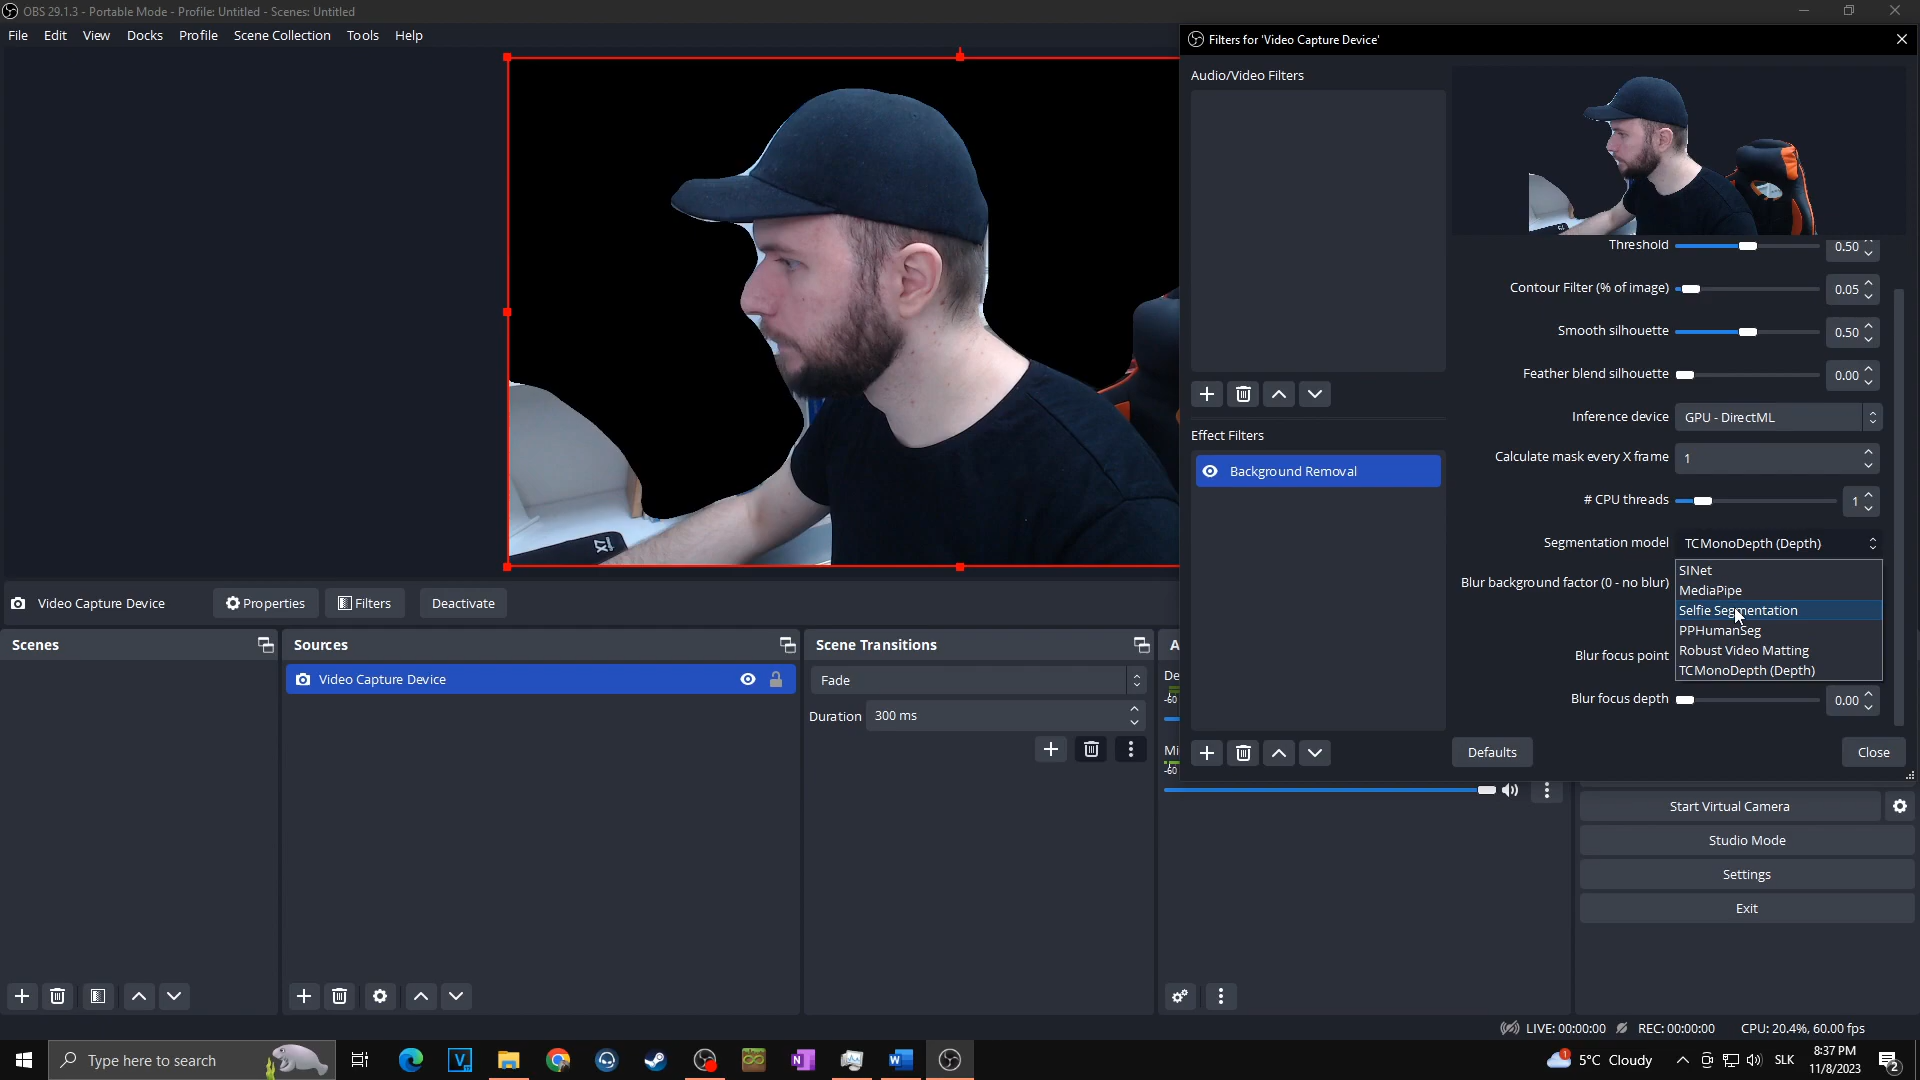 OBS 29.1.3 - Portable Mode - Profile: Untitled - Scenes: Untitled
File Edit View Docks Profile Scene Collection Tools Help
Filters for 'Video Capture Device'
Audio/Video Filters
Threshold 0.50
Contour Filter (% of image) 0.05
Smooth silhouette 0.50
Feather blend silhouette 0.00
Inference device GPU - DirectML
Effect Filters
Background Removal
Calculate mask every X frame 1
# CPU threads 1
Segmentation model TCMonoDepth (Depth)
SINet
MediaPipe
Selfie Segmentation
PPHumanSeg
Robust Video Matting
TCMonoDepth (Depth)
Blur background factor (0 - no blur)
Blur focus point
Blur focus depth 0.00
Defaults Close
Video Capture Device Properties Filters Deactivate
Scenes
Sources
Video Capture Device
Scene Transitions
Fade
Duration 300 ms
A
De
-60
Mi
-60
Start Virtual Camera
Studio Mode
Settings
Exit
LIVE: 00:00:00 REC: 00:00:00 CPU: 20.4%, 60.00 fps
Type here to search
1
5°C Cloudy
SLK
8:37 PM
11/8/2023
2